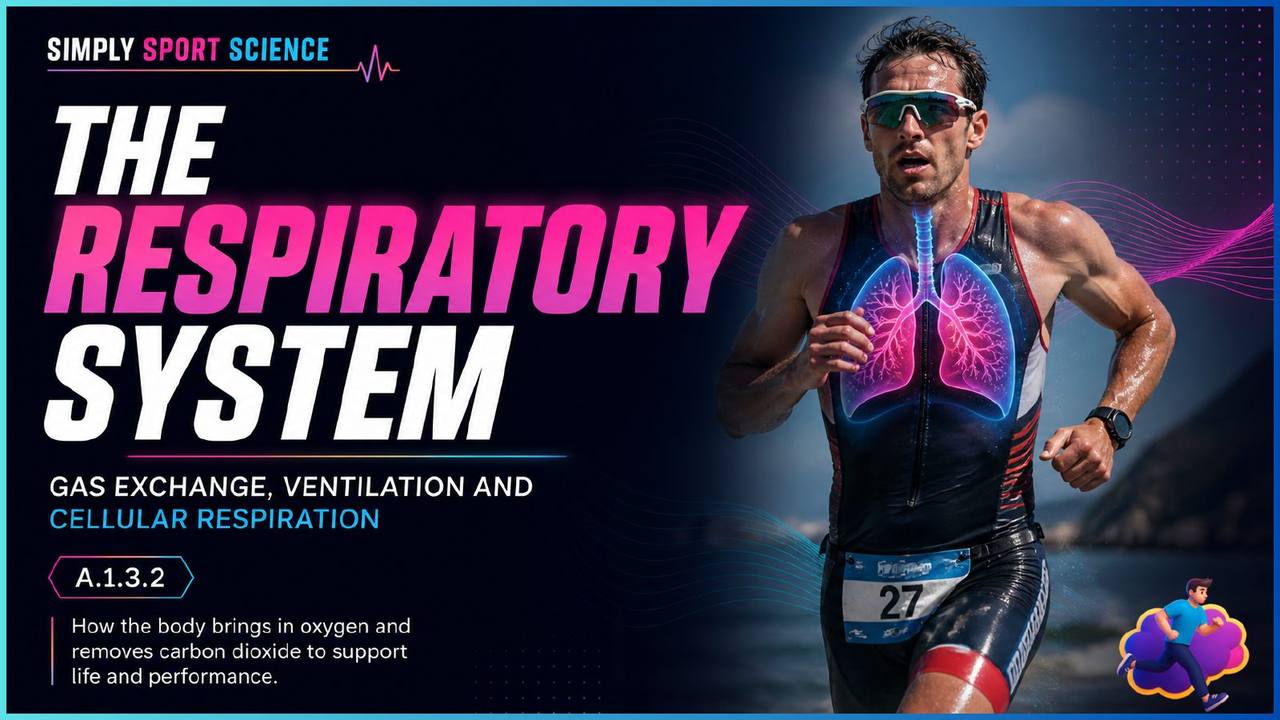 SIMPLY SPORT SCIENCE
THE
RESPIRATORY
SYSTEM
GAS EXCHANGE, VENTILATION AND
CELLULAR RESPIRATION
A.1.3.2
How the body brings in oxygen and
removes carbon dioxide to support
life and performance.
27